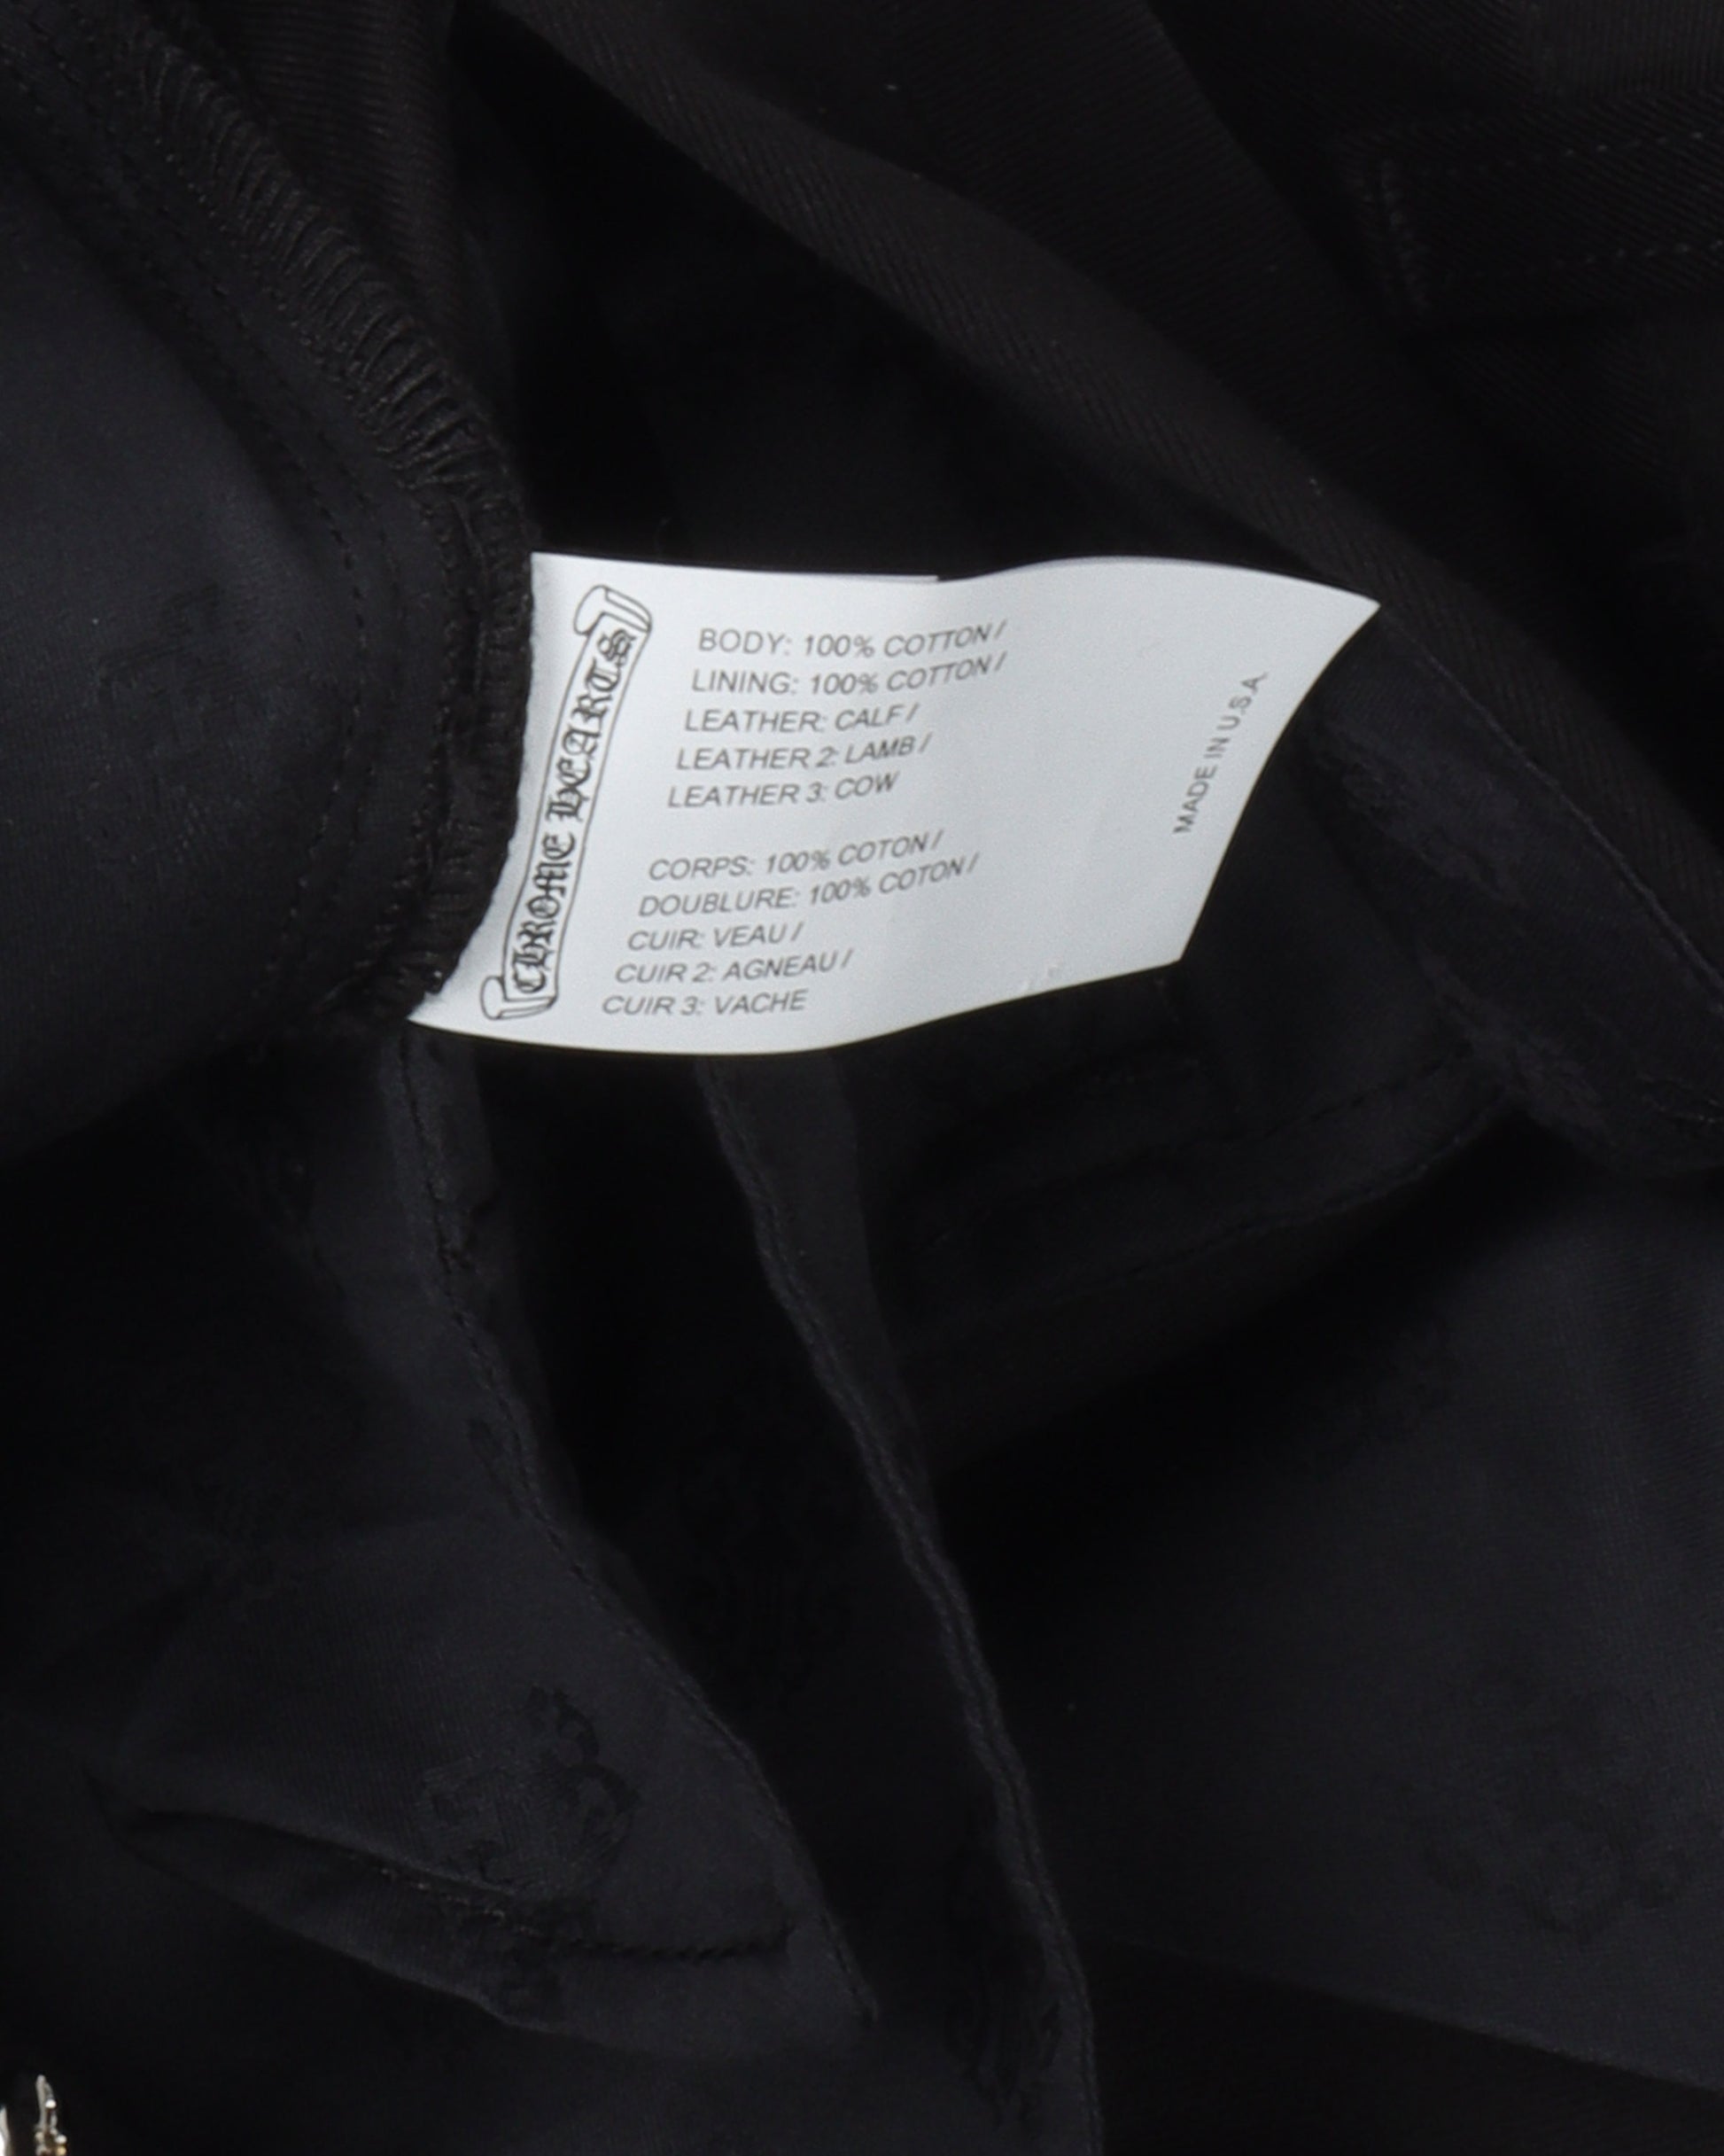 CHROME HEARTS
BODY: 100% COTTON /
LINING: 100% COTTON /
LEATHER: CALF /
LEATHER 2: LAMB /
LEATHER 3: COW
CORPS: 100% COTON /
DOUBLURE: 100% COTON /
CUIR: VEAU /
CUIR 2: AGNEAU /
CUIR 3: VACHE
MADE IN U.S.A